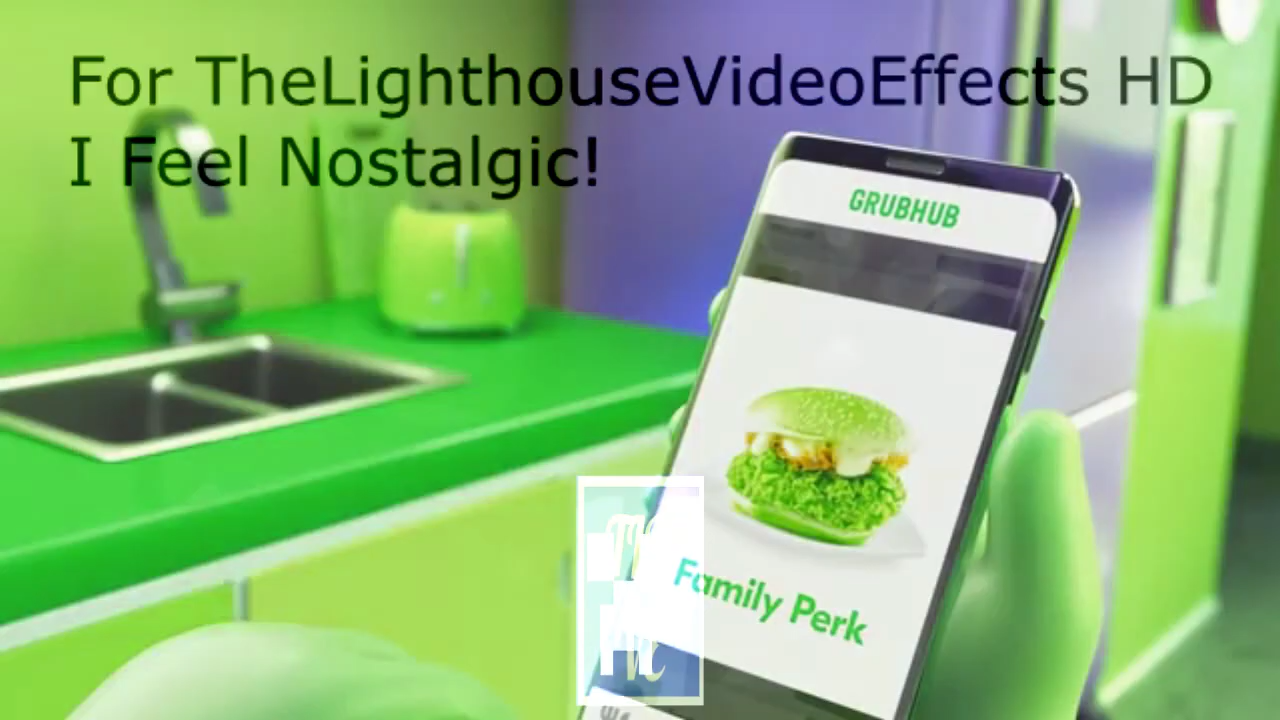 For TheLighthouseVideoEffects HD
I Feel Nostalgic!
GRUBHUB
Family Perk